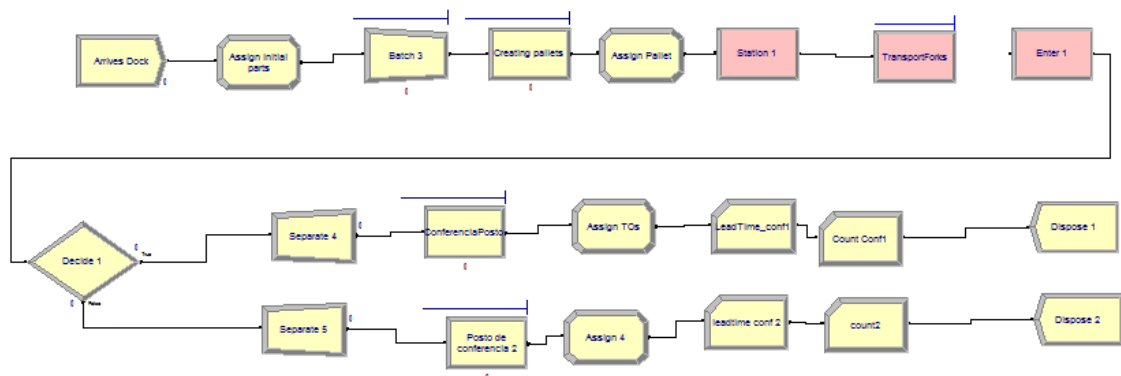 Arrives Dock
Assign Initial
parts
Batch 3
Creating pallets
Assign Pallet
Station 1
TransportForks
Enter 1
Decide 1
True
False
Separate 4
ConferenciaPosto
Assign TOs
LeadTime_conf1
Count Conf1
Dispose 1
Separate 5
Posto de
conferencia 2
Assign 4
leadtime conf 2
count2
Dispose 2